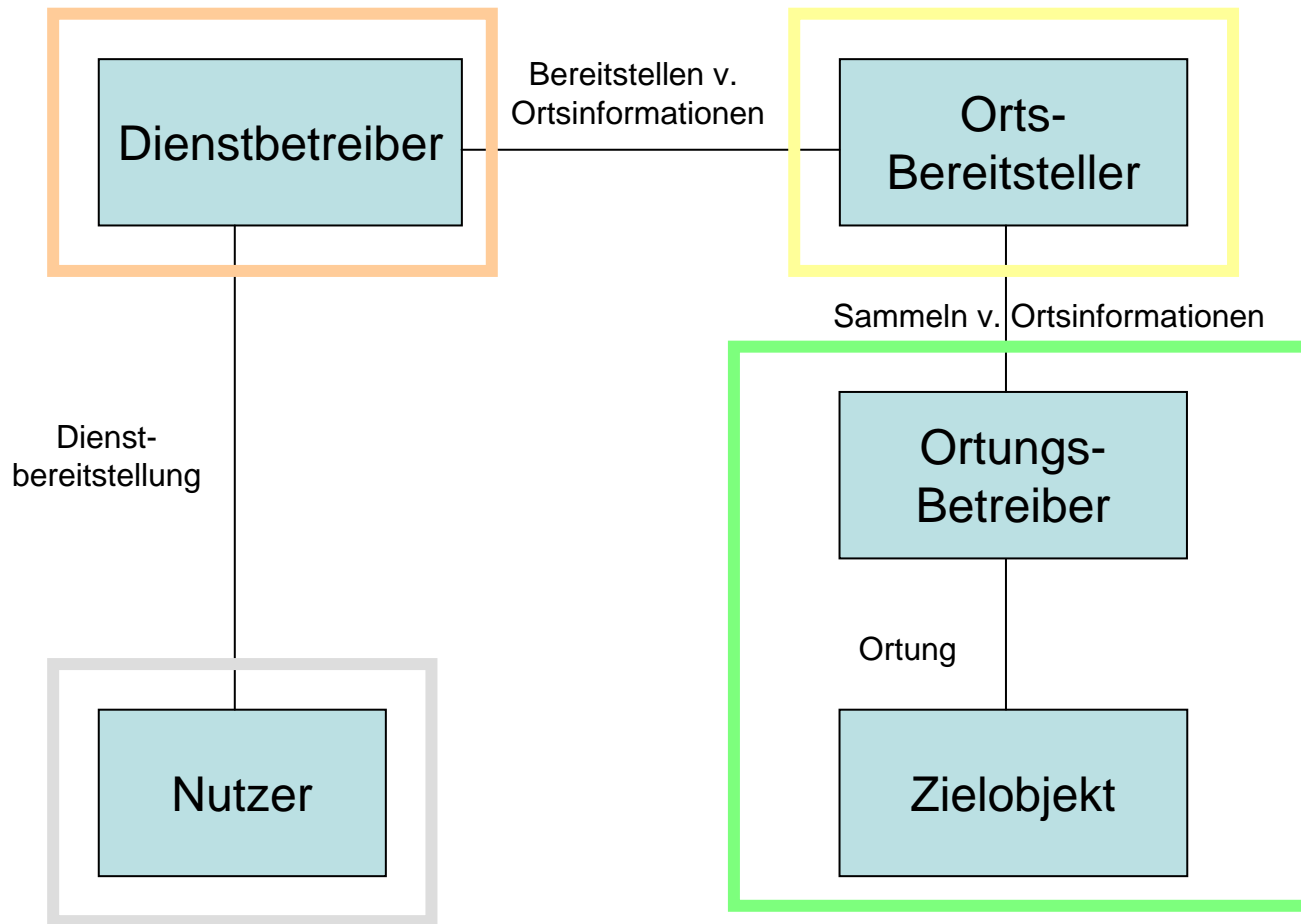 Dienstbetreiber
Bereitstellen v.
Ortsinformationen
Orts-
Bereitsteller
Sammeln v. Ortsinformationen
Dienst-
bereitstellung
Ortungs-
Betreiber
Ortung
Nutzer
Zielobjekt